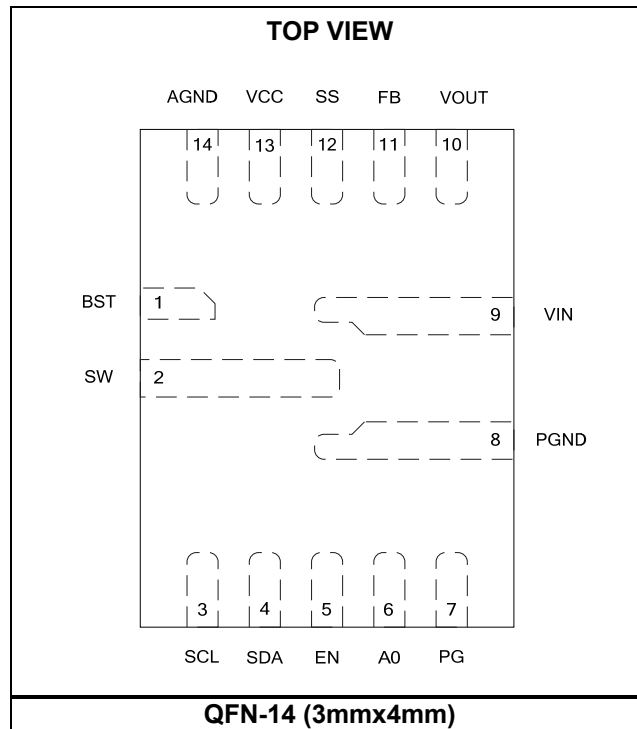 TOP VIEW
AGND VCC SS FB VOUT
14 13 12 11 10
BST 1 9 VIN
SW 2
8 PGND
3 4 5 6 7
SCL SDA EN A0 PG
QFN-14 (3mmx4mm)